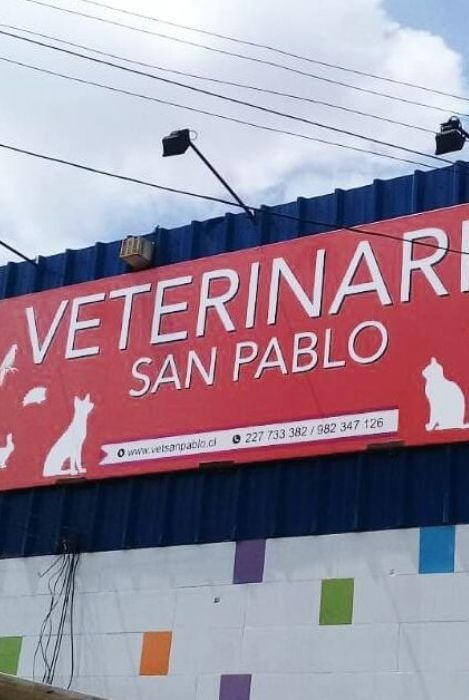 VETERINARI
SAN PABLO
www.vetsanpablo.cl 227 733 382 / 982 347 126